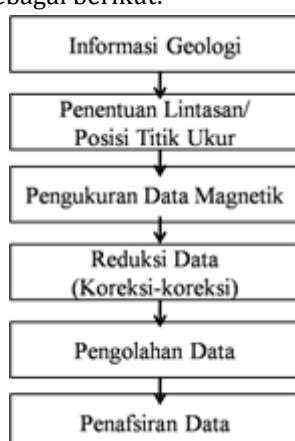 sebagai berikut:
Informasi Geologi
Penentuan Lintasan/
Posisi Titik Ukur
Pengukuran Data Magnetik
Reduksi Data
(Koreksi-koreksi)
Pengolahan Data
Penafsiran Data